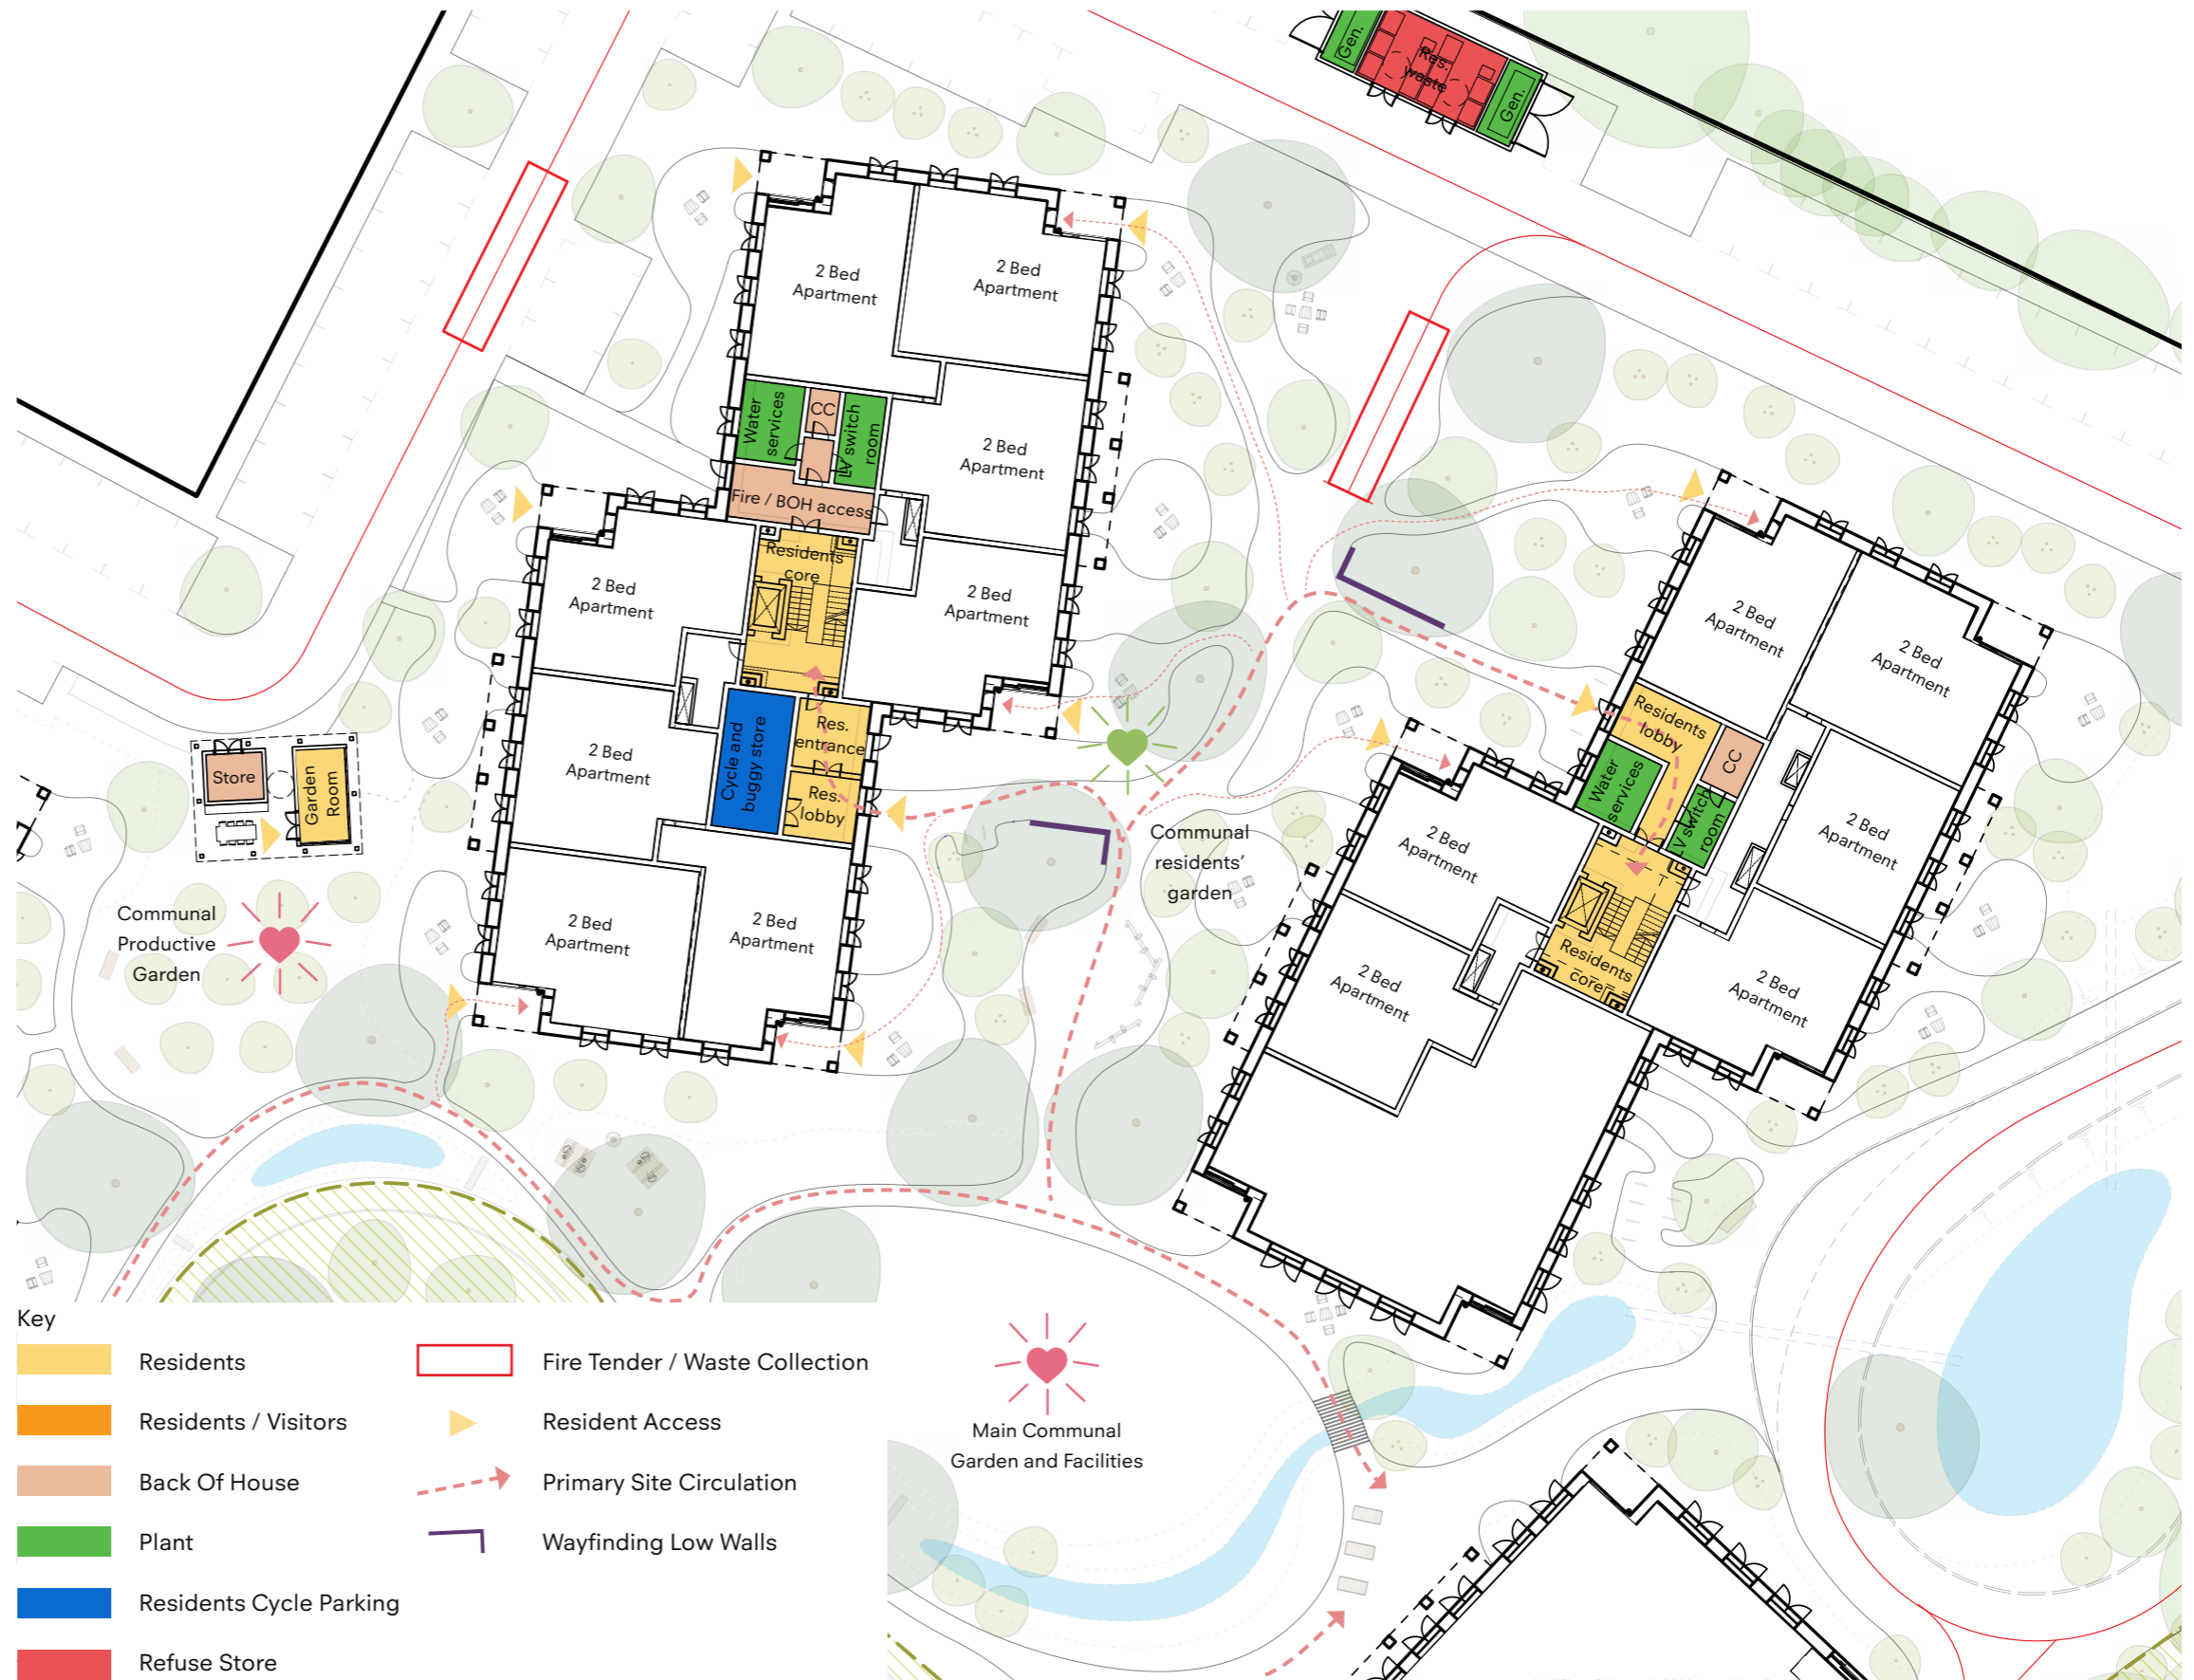 Gen.
Res.
waste
Gen.
2 Bed
Apartment
2 Bed
Apartment
Water
services
CC
LV switch
room
2 Bed
Apartment
Fire / BOH access
Residents
core
2 Bed
Apartment
2 Bed
Apartment
2 Bed
Apartment
Cycle and
buggy store
Res.
entrance
Res.
lobby
2 Bed
Apartment
2 Bed
Apartment
Store
Garden
Room
Communal
Productive
Garden
Communal
residents'
garden
2 Bed
Apartment
2 Bed
Apartment
Residents
lobby
CC
Water
services
LV switch
room
2 Bed
Apartment
2 Bed
Apartment
Residents
core
2 Bed
Apartment
2 Bed
Apartment
Main Communal
Garden and Facilities
Key
Residents
Residents / Visitors
Back Of House
Plant
Residents Cycle Parking
Refuse Store
Fire Tender / Waste Collection
Resident Access
Primary Site Circulation
Wayfinding Low Walls